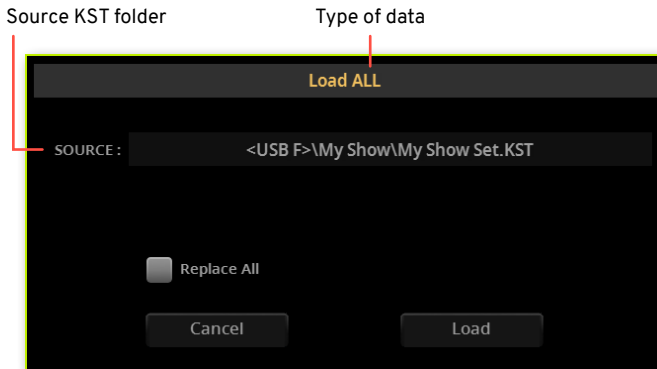 Source KST folder
Type of data
Load ALL
SOURCE :
<USB F>\My Show\My Show Set.KST
Replace All
Cancel
Load